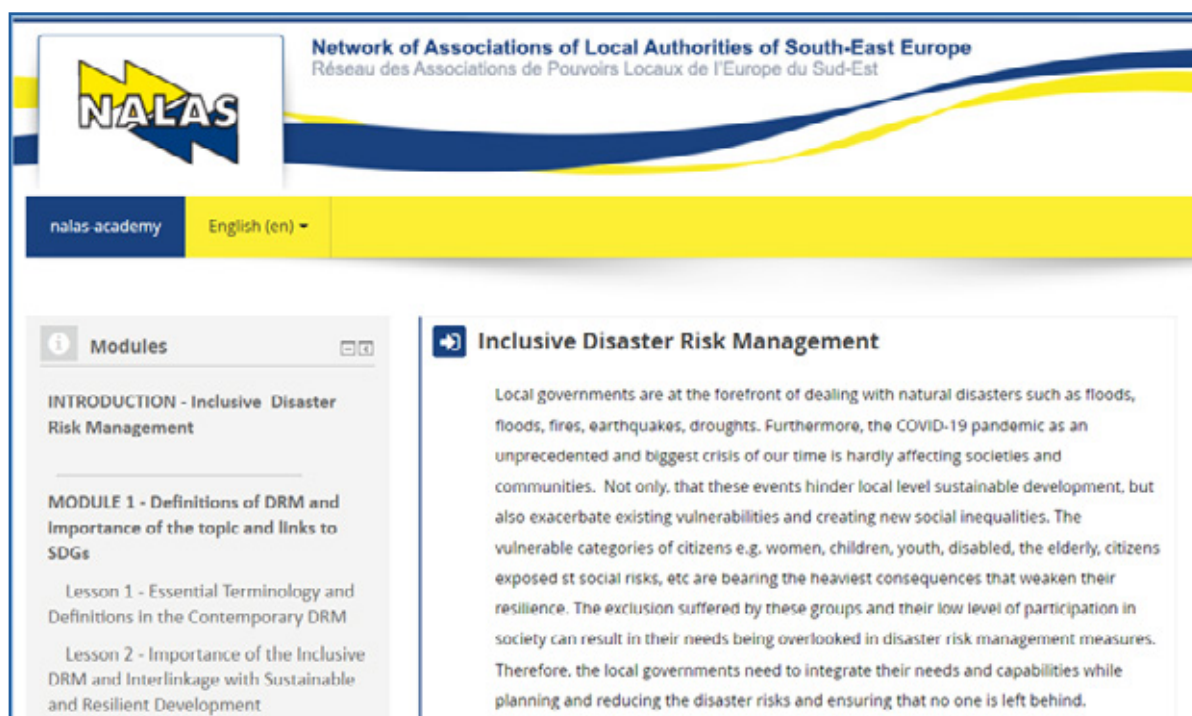 Network of Associations of Local Authorities of South-East Europe
Réseau des Associations de Pouvoirs Locaux de l'Europe du Sud-Est
NALAS
nalas-academy
English (en)
Modules
INTRODUCTION - Inclusive Disaster
Risk Management
MODULE 1 - Definitions of DRM and
Importance of the topic and links to
SDGs
Lesson 1 - Essential Terminology and
Definitions in the Contemporary DRM
Lesson 2 - Importance of the Inclusive
DRM and Interlinkage with Sustainable
and Resilient Development
Inclusive Disaster Risk Management
Local governments are at the forefront of dealing with natural disasters such as floods,
floods, fires, earthquakes, droughts. Furthermore, the COVID-19 pandemic as an
unprecedented and biggest crisis of our time is hardly affecting societies and
communities. Not only, that these events hinder local level sustainable development, but
also exacerbate existing vulnerabilities and creating new social inequalities. The
vulnerable categories of citizens e.g. women, children, youth, disabled, the elderly, citizens
exposed st social risks, etc are bearing the heaviest consequences that weaken their
resilience. The exclusion suffered by these groups and their low level of participation in
society can result in their needs being overlooked in disaster risk management measures.
Therefore, the local governments need to integrate their needs and capabilities while
planning and reducing the disaster risks and ensuring that no one is left behind.